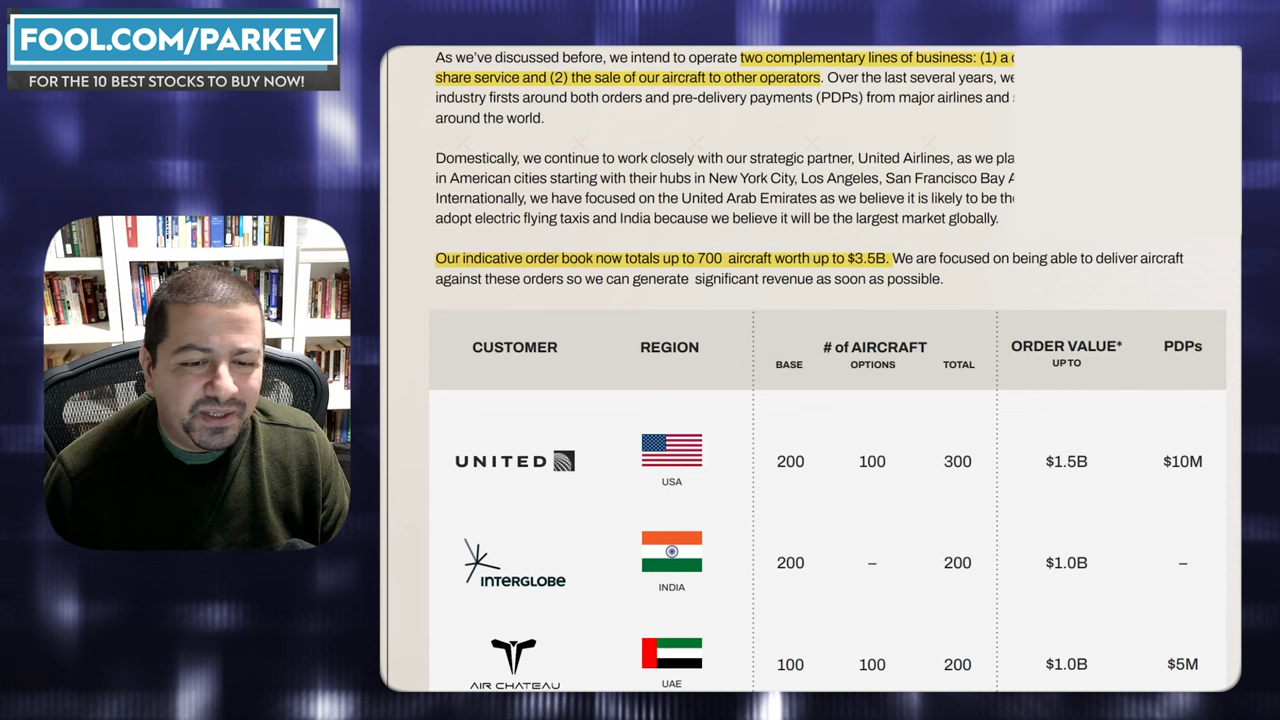 FOOL.COM/PARKEV
FOR THE 10 BEST STOCKS TO BUY NOW!
As we've discussed before, we intend to operate two complementary lines of business: (1) a
share service and (2) the sale of our aircraft to other operators. Over the last several years, we
industry firsts around both orders and pre-delivery payments (PDPs) from major airlines and
around the world.
Domestically, we continue to work closely with our strategic partner, United Airlines, as we pla
in American cities starting with their hubs in New York City, Los Angeles, San Francisco Bay
Internationally, we have focused on the United Arab Emirates as we believe it is likely to be the
adopt electric flying taxis and India because we believe it will be the largest market globally.
Our indicative order book now totals up to 700 aircraft worth up to $3.5B. We are focused on being able to deliver aircraft
against these orders so we can generate significant revenue as soon as possible.
CUSTOMER REGION # of AIRCRAFT ORDER VALUE* PDPs
BASE OPTIONS TOTAL UP TO
UNITED USA 200 100 300 $1.5B $10M
INTERGLOBE INDIA 200 – 200 $1.0B –
AIR CHATEAU UAE 100 100 200 $1.0B $5M